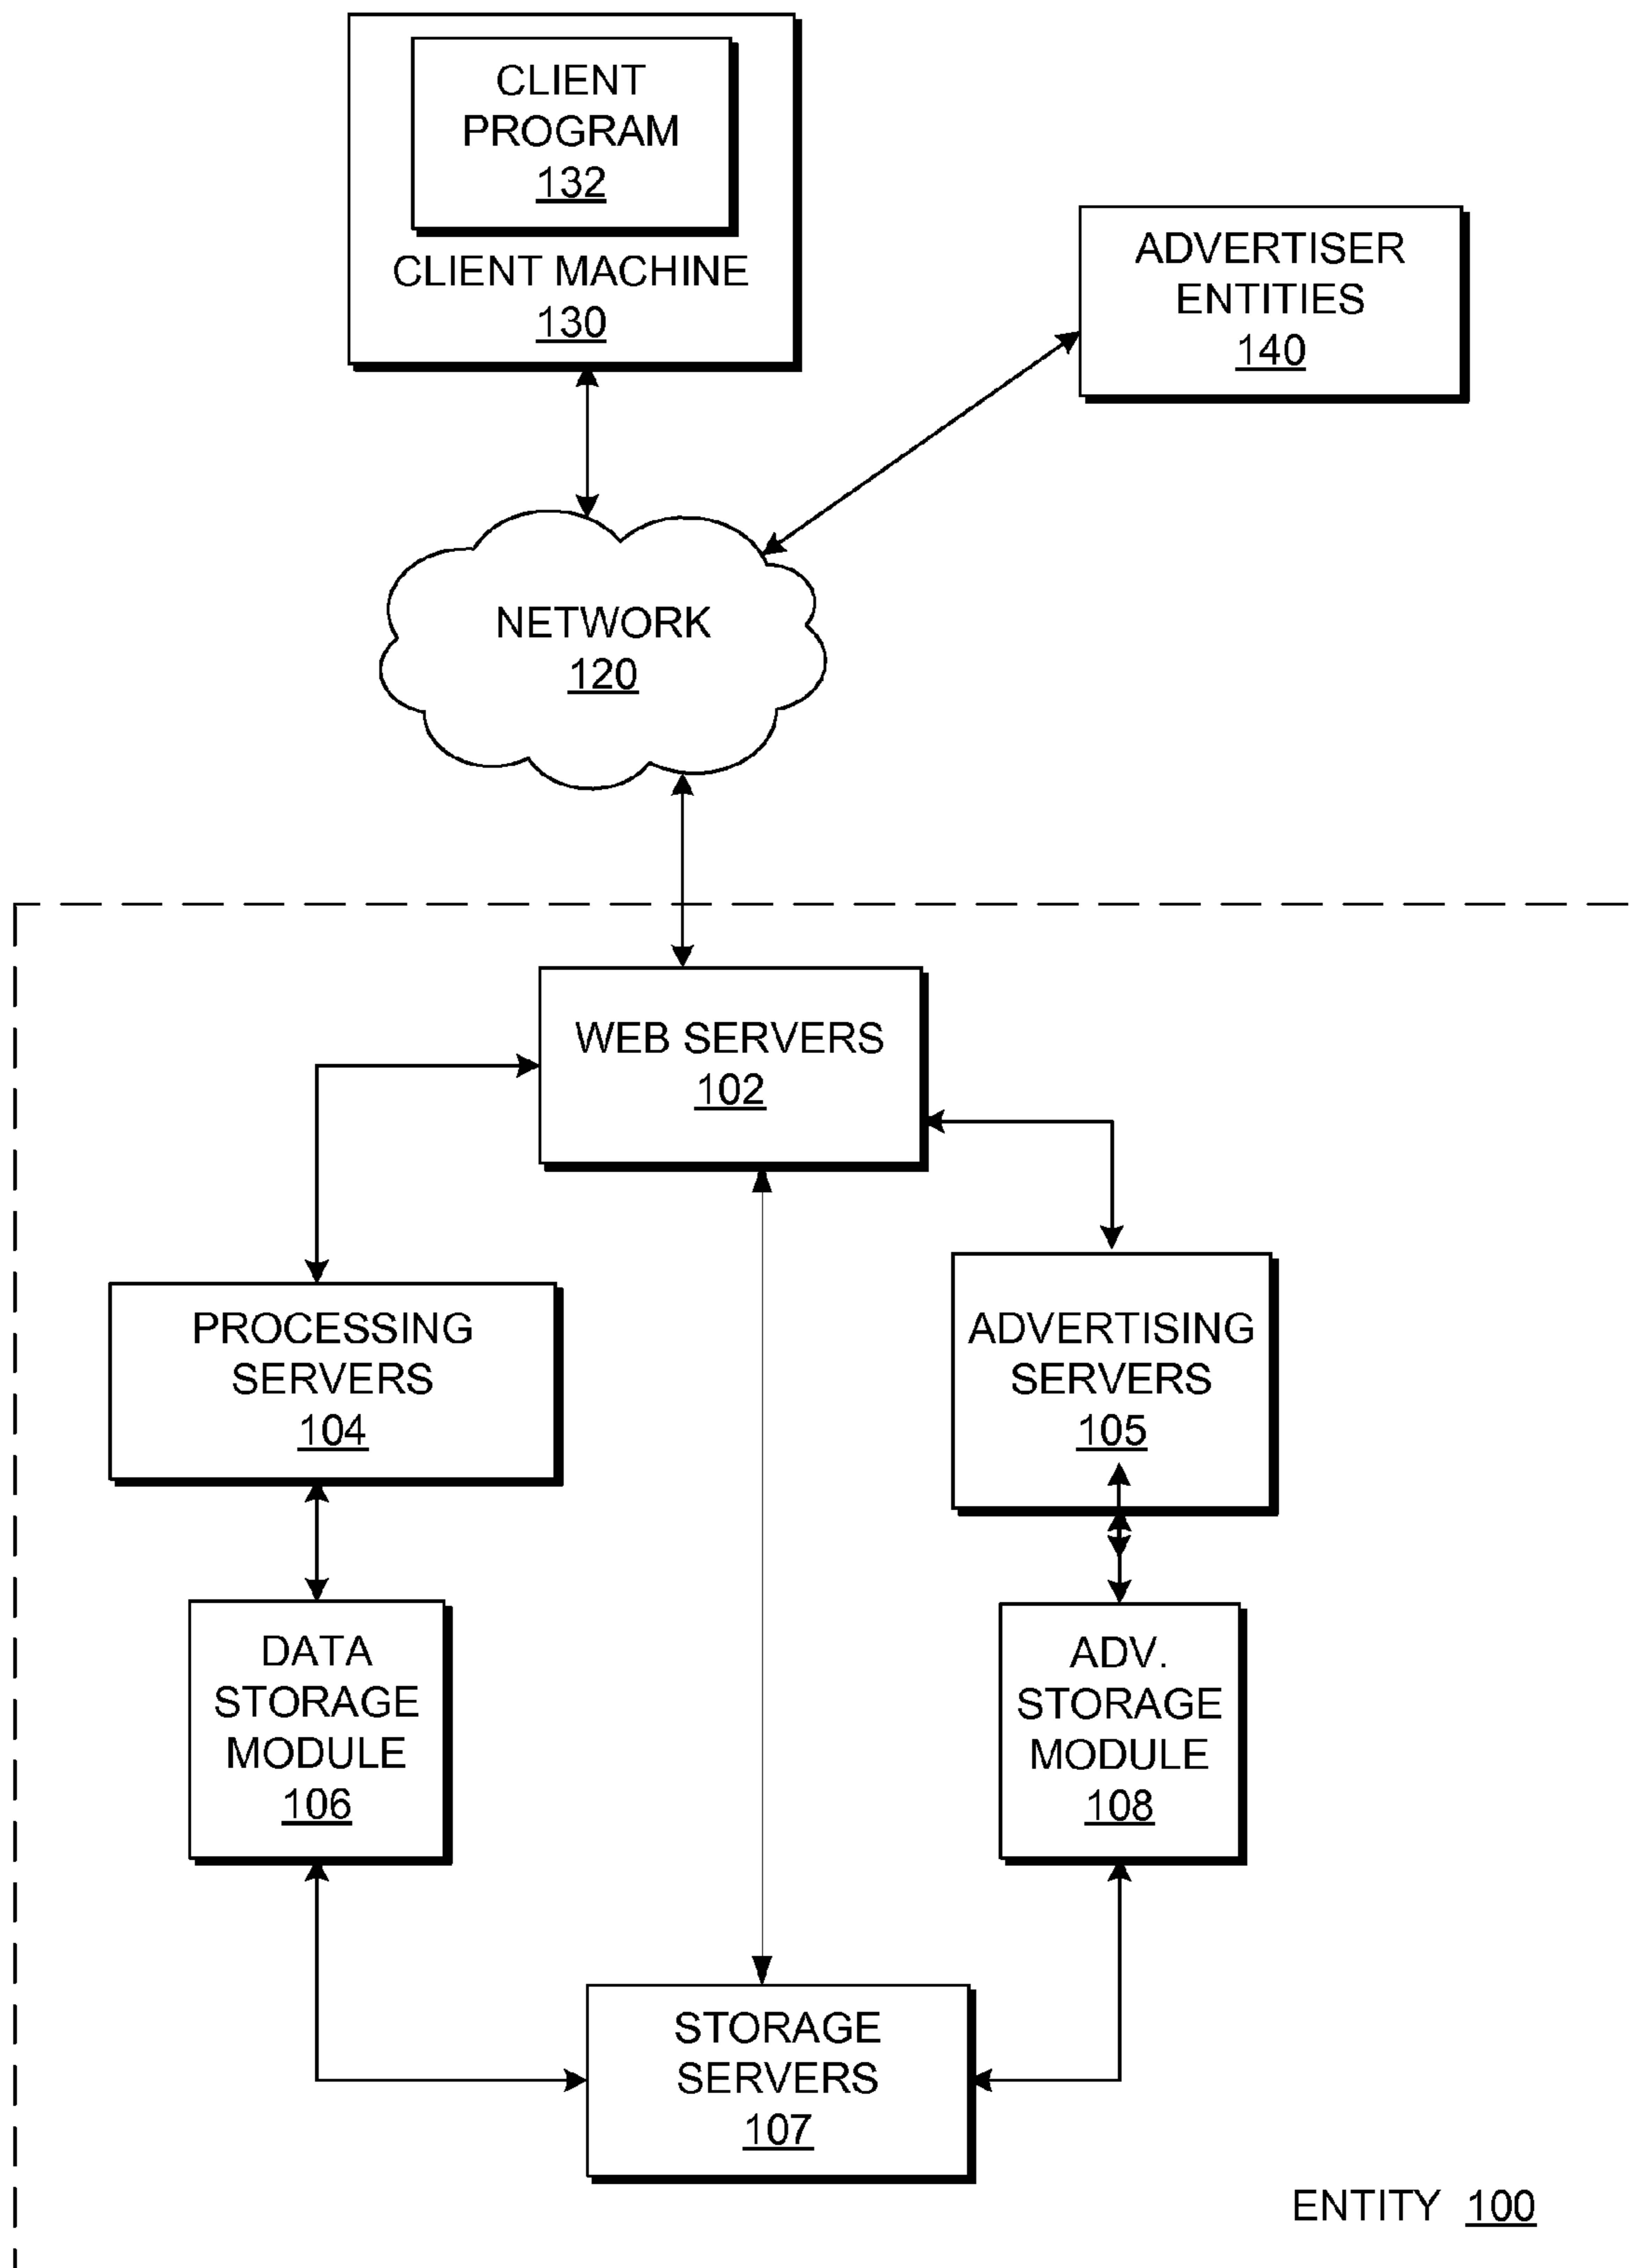 CLIENT
PROGRAM
132
CLIENT MACHINE
130
ADVERTISER
ENTITIES
140
NETWORK
120
WEB SERVERS
102
PROCESSING
SERVERS
104
ADVERTISING
SERVERS
105
DATA
STORAGE
MODULE
106
ADV.
STORAGE
MODULE
108
STORAGE
SERVERS
107
ENTITY 100